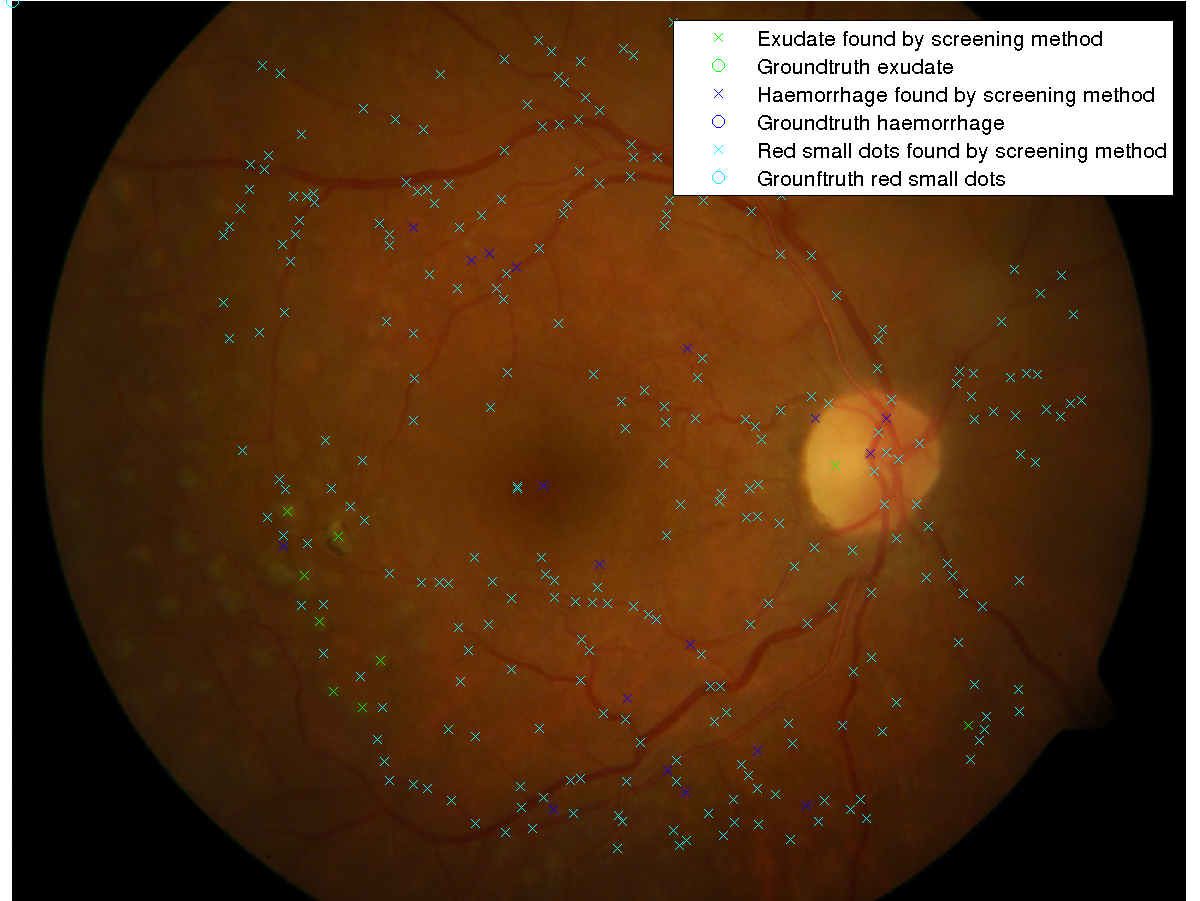 Exudate found by screening method
Groundtruth exudate
Haemorrhage found by screening method
Groundtruth haemorrhage
Red small dots found by screening method
Grounftruth red small dots